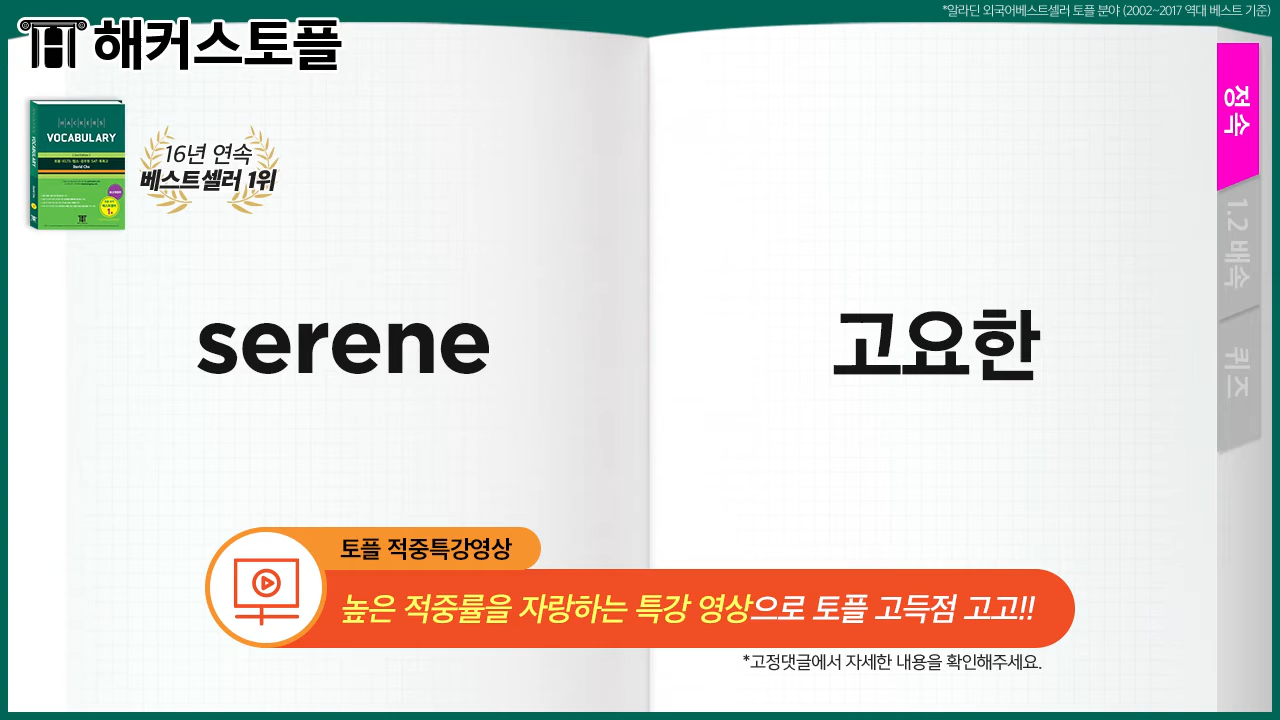 *알라딘 외국어베스트셀러 토플 분야 (2002~2017 역대 베스트 기준)
해커스토플
HACKERS
VOCABULARY
16년 연속
베스트셀러 1위
정속
1.2 배속
퀴즈
serene
고요한
토플 적중특강영상
높은 적중률을 자랑하는 특강 영상으로 토플 고득점 고고!!
*고정댓글에서 자세한 내용을 확인해주세요.